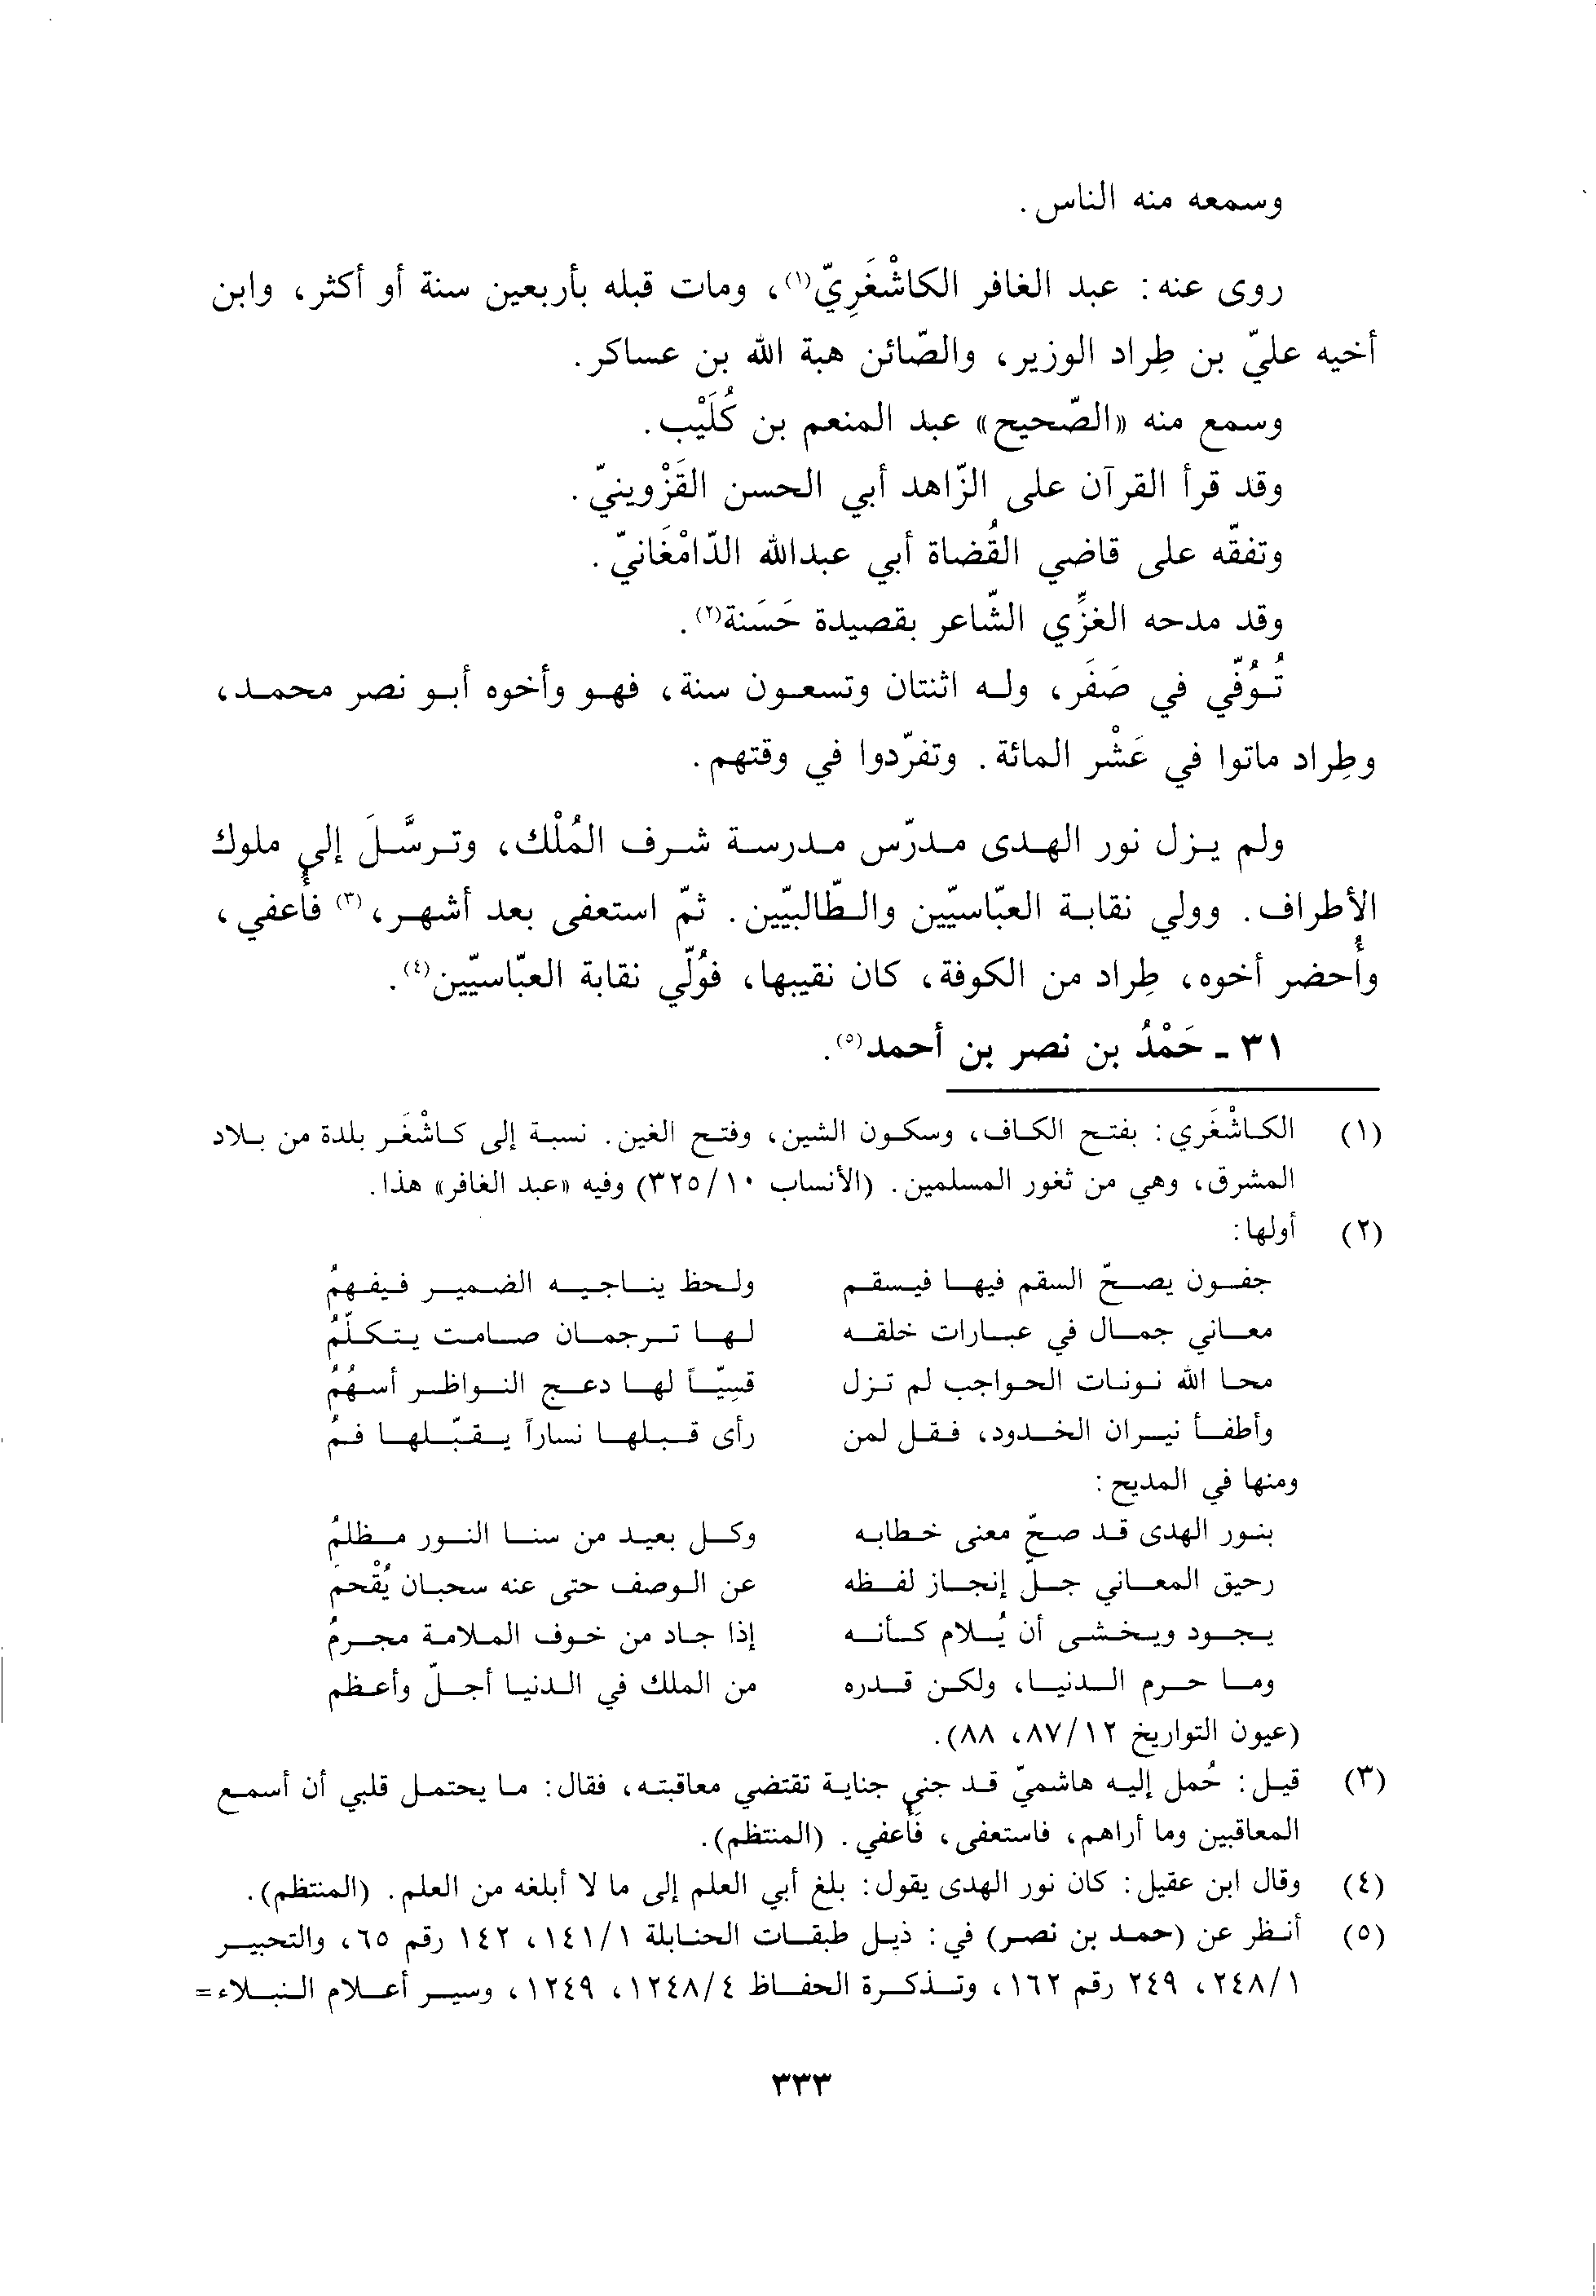 وسمعه منه الناس.
روى عنه: عبد الغافر الكاشْغَرِيّ(١)، ومات قبله بأربعين سنة أو أكثر، وابن
أخيه عليّ بن طِراد الوزير، والصّائن هبة الله بن عساكر.
وسمع منه «الصّحيح» عبد المنعم بن كُلَيْب.
وقد قرأ القرآن على الزّاهد أبي الحسن القَزْوينيّ.
وتفقّه على قاضي القُضاة أبي عبدالله الدّامْغَانيّ.
وقد مدحه الغزِّي الشّاعر بقصيدة حَسَنة(٢).
تُوُفّي في صَفَر، وله اثنتان وتسعون سنة، فهو وأخوه أبو نصر محمد،
وطِراد ماتوا في عَشْر المائة. وتفرّدوا في وقتهم.
ولم يزل نور الهدى مدرّس مدرسة شرف المُلْك، وترسَّلَ إلى ملوك
الأطراف. وولي نقابة العبّاسيّين والطّالبيّين. ثمّ استعفى بعد أشهر،(٣) فأُعفي،
وأُحضر أخوه، طِراد من الكوفة، كان نقيبها، فوُلّي نقابة العبّاسيّين(٤).
٣١ - حَمْدُ بن نصر بن أحمد(٥).
(١) الكاشْغَري: بفتح الكاف، وسكون الشين، وفتح الغين. نسبة إلى كاشْغَر بلدة من بلاد
المشرق، وهي من ثغور المسلمين. (الأنساب ٣٢٥/١٠) وفيه «عبد الغافر» هذا.
(٢) أولها:
جفون يصحّ السقم فيها فيسقم ولحظ يناجيه الضمير فيفهمُ
معاني جمال في عبارات خلقه لها ترجمان صامت يتكلّمُ
محا الله نونات الحواجب لم تزل قسِيّاً لها دعج النواظر أسهُمُ
وأطفأ نيران الخدود، فقل لمن رأى قبلها نساراً يقبّلها فمُ
ومنها في المديح:
بنور الهدى قد صحّ معنى خطابه وكل بعيد من سنا النور مظلمُ
رحيق المعاني جلّ إنجاز لفظه عن الوصف حتى عنه سحبان يُقْحمَ
يجود ويخشى أن يُلام كأنه إذا جاد من خوف الملامة مجرمُ
وما حرم الدنيا، ولكن قدره من الملك في الدنيا أجلّ وأعظم
(عيون التواريخ ٨٧/١٢، ٨٨).
(٣) قيل: حُمل إليه هاشميّ قد جنى جناية تقتضي معاقبته، فقال: ما يحتمل قلبي أن أسمع
المعاقبين وما أراهم، فاستعفى، فأُعفي. (المنتظم).
(٤) وقال ابن عقيل: كان نور الهدى يقول: بلغ أبي العلم إلى ما لا أبلغه من العلم. (المنتظم).
(٥) أنظر عن (حمد بن نصر) في: ذيل طبقات الحنابلة ١٤١/١، ١٤٢ رقم ٦٥، والتحبير
٢٤٨/١، ٢٤٩ رقم ١٦٢، وتذكرة الحفاظ ١٢٤٨/٤، ١٢٤٩، وسير أعلام النبلاء=
٣٣٣